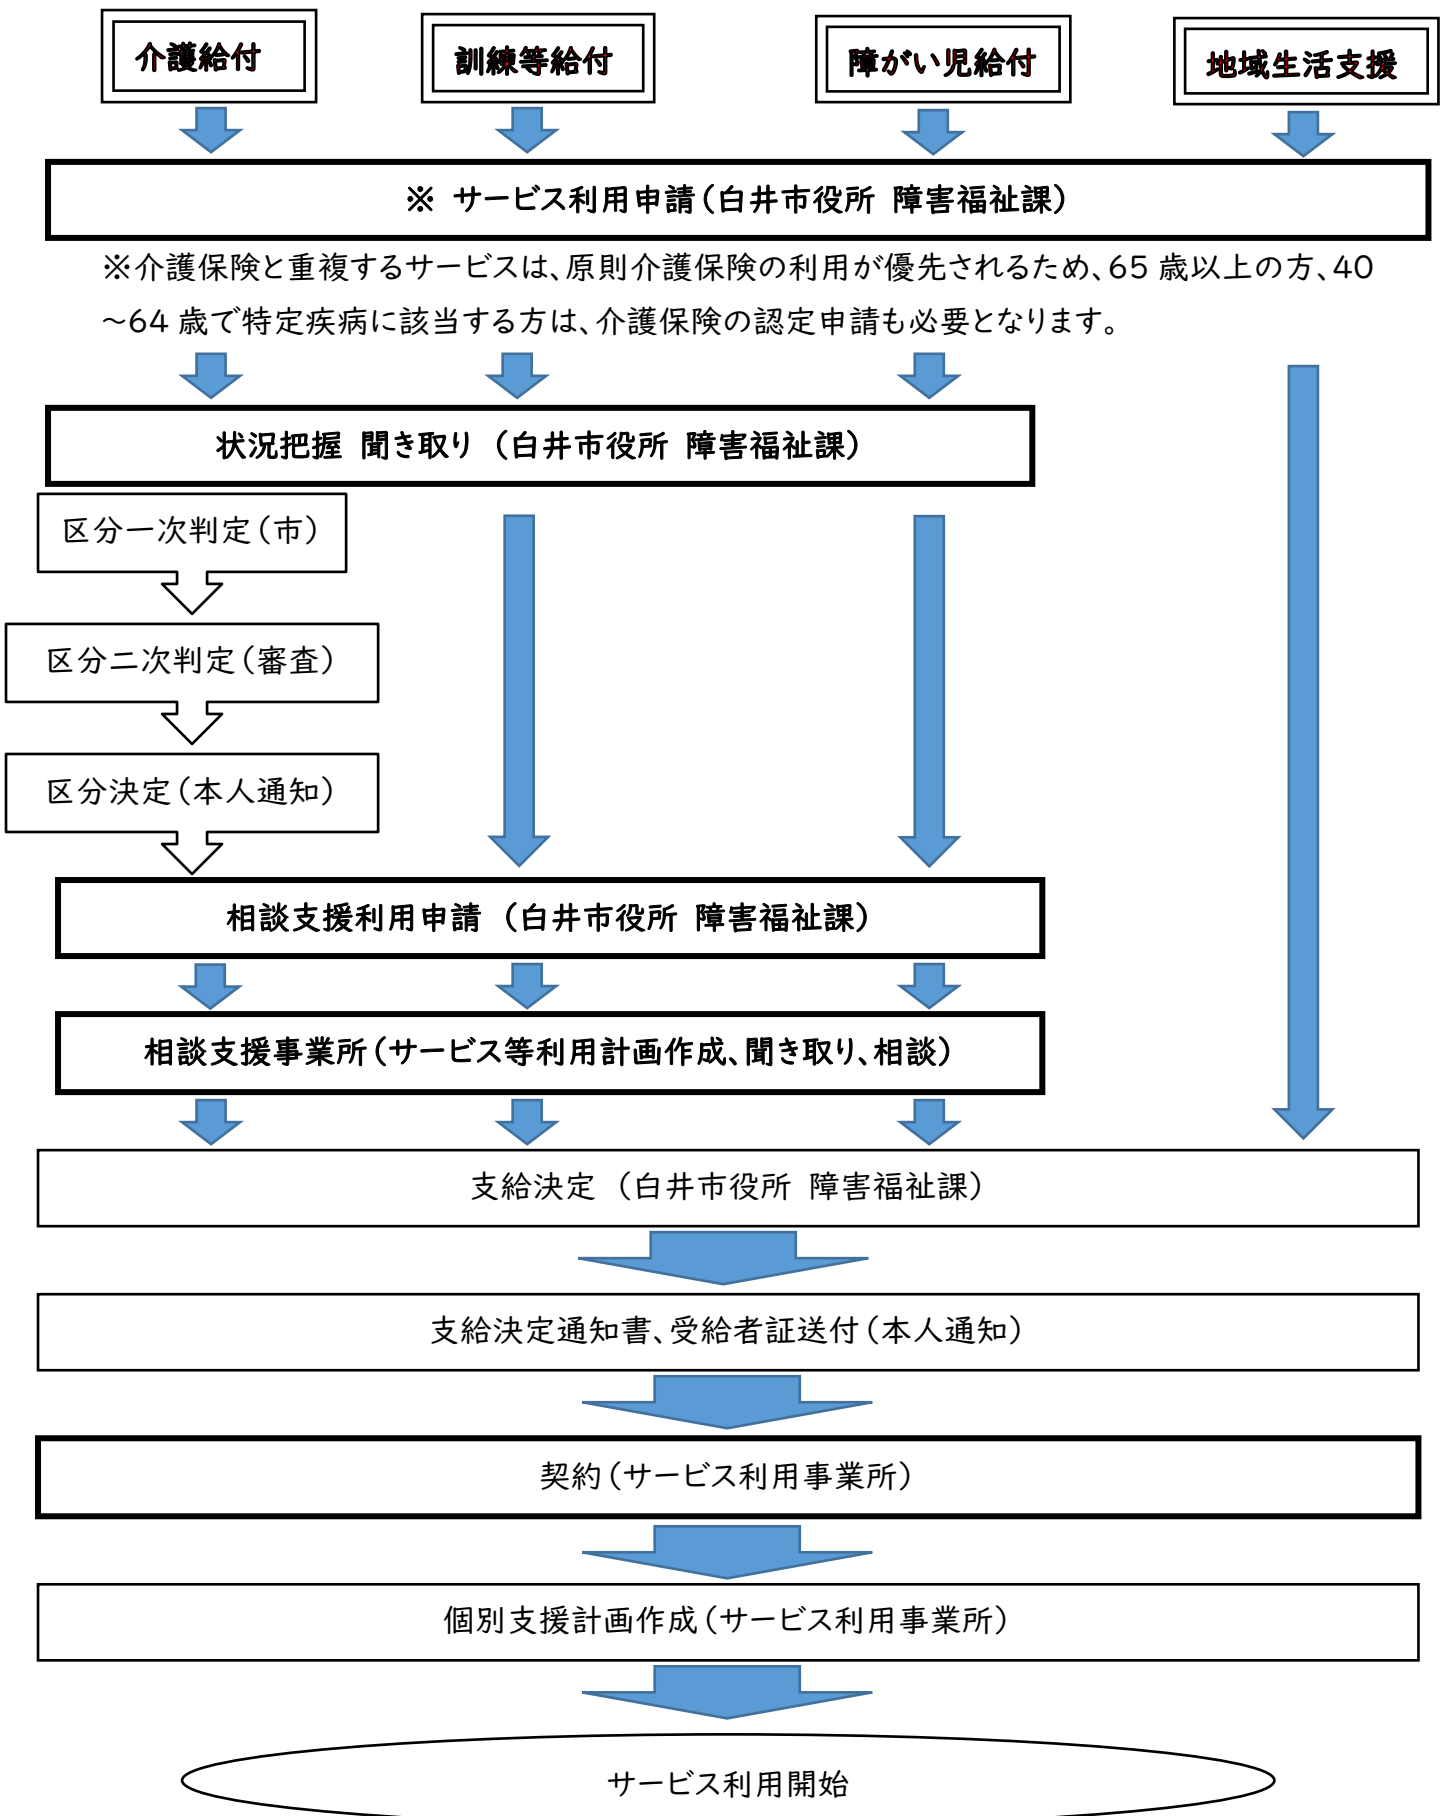 介護給付
訓練等給付
障がい児給付
地域生活支援
※ サービス利用申請(白井市役所 障害福祉課)
※介護保険と重複するサービスは、原則介護保険の利用が優先されるため、65 歳以上の方、40
～64 歳で特定疾病に該当する方は、介護保険の認定申請も必要となります。
状況把握 聞き取り (白井市役所 障害福祉課)
区分一次判定(市)
区分二次判定(審査)
区分決定(本人通知)
相談支援利用申請 (白井市役所 障害福祉課)
相談支援事業所(サービス等利用計画作成、聞き取り、相談)
支給決定 (白井市役所 障害福祉課)
支給決定通知書、受給者証送付(本人通知)
契約(サービス利用事業所)
個別支援計画作成(サービス利用事業所)
サービス利用開始